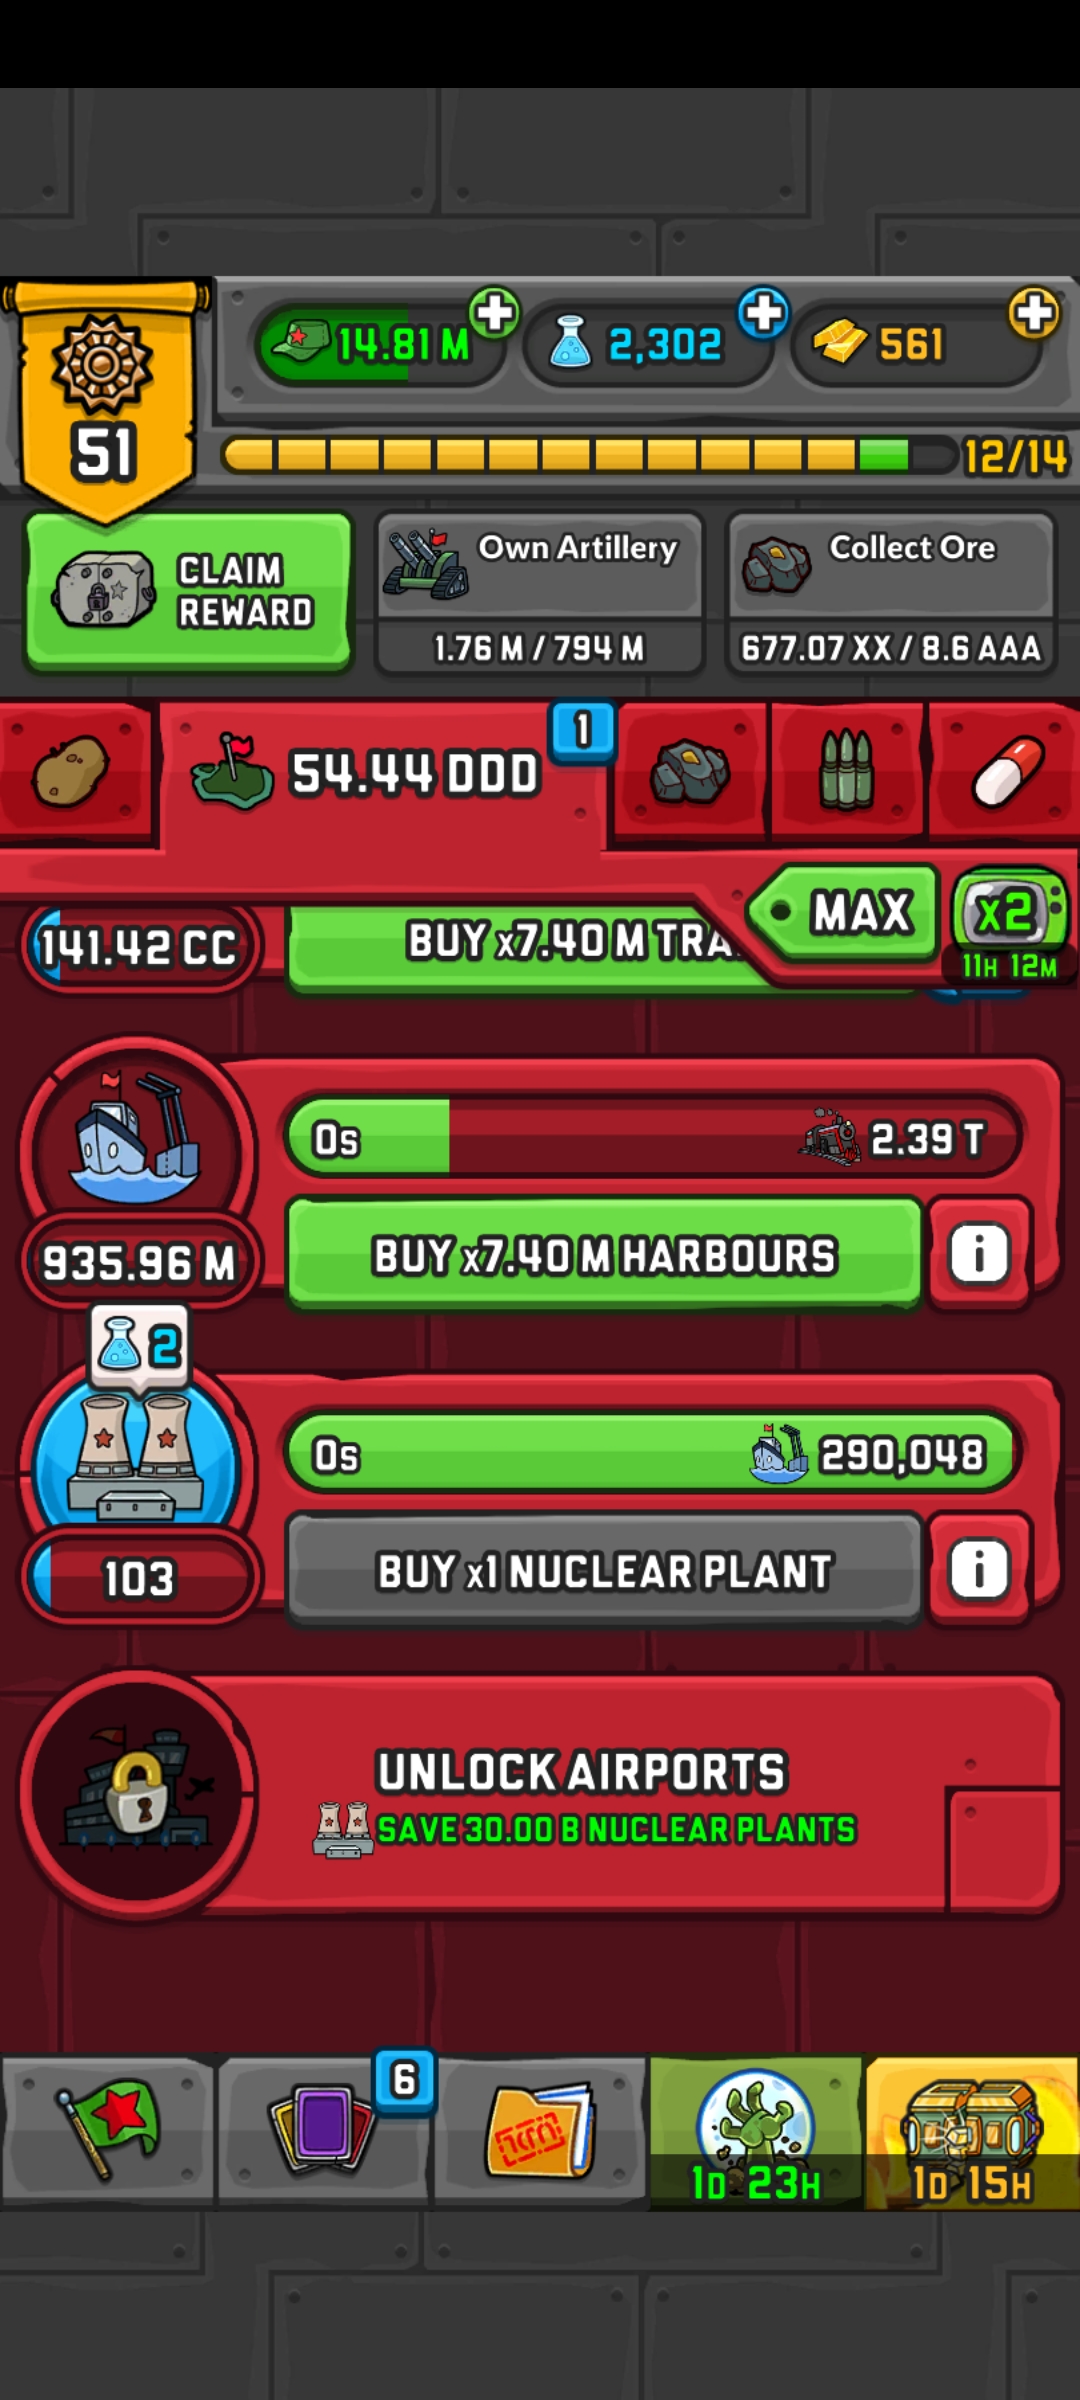 14.81 M
2,302
561
51
12/14
CLAIM
REWARD
Own Artillery
1.76 M / 794 M
Collect Ore
677.07 XX / 8.6 AAA
54.44 DDD
1
MAX
x2
11H 12M
141.42 CC
BUY x7.40 M TRA
0s
2.39 T
935.96 M
BUY x7.40 M HARBOURS
i
2
0s
290,048
103
BUY x1 NUCLEAR PLANT
i
UNLOCK AIRPORTS
SAVE 30.00 B NUCLEAR PLANTS
6
1D 23H
1D 15H